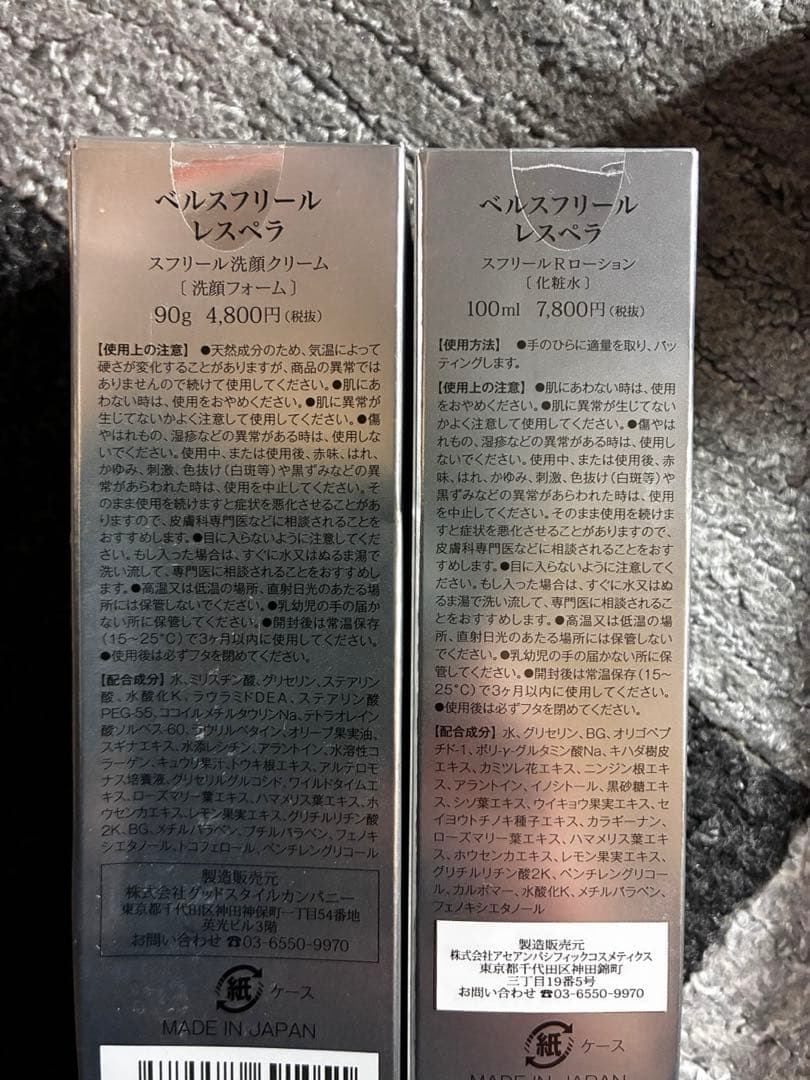 ベルスフリール
レスペラ
スフリール洗顔クリーム
〔洗顔フォーム〕
90g 4,800円(税抜)
【使用上の注意】 ●天然成分のため、気温によって
硬さが変化することがありますが、商品の異常では
ありませんので続けて使用してください。●肌にあ
わない時は、使用をおやめください。●肌に異常が
生じてないかよく注意して使用してください。●傷
やはれもの、湿疹などの異常がある時は、使用しな
いでください。使用中、または使用後、赤味、はれ、
かゆみ、刺激、色抜け(白斑等)や黒ずみなどの異
常があらわれた時は、使用を中止してください。そ
のまま使用を続けますと症状を悪化させることがあ
りますので、皮膚科専門医などに相談されることを
おすすめします。●目に入らないように注意してくだ
さい。もし入った場合は、すぐに水又はぬるま湯で
洗い流して、専門医に相談されることをおすすめしま
す。●高温又は低温の場所、直射日光のあたる場
所には保管しないでください。●乳幼児の手の届か
ない所に保管してください。●開封後は常温保存
(15~25℃)で3ヶ月以内に使用してください。
●使用後は必ずフタを閉めてください。
【配合成分】 水、ミリスチン酸、グリセリン、ステアリン
酸、水酸化K、ラウラミドDEA、ステアリン酸
PEG-55、ココイルメチルタウリンNa、テトラオレイン
酸ソルベス-60、ラウリルベタイン、オリーブ果実油、
スギナエキス、水添レシチン、アラントイン、水溶性コ
ラーゲン、キュウリ果汁、トウキ根エキス、アルテロモ
ナス培養液、グリセリルグルコシド、ワイルドタイムエ
キス、ローズマリー葉エキス、ハマメリス葉エキス、ホ
ウセンカエキス、レモン果実エキス、グリチルリチン酸
2K、BG、メチルパラベン、ブチルパラベン、フェノキ
シエタノール、トコフェロール、ペンチレングリコール
製造販売元
株式会社グッドスタイルカンパニー
東京都千代田区神田神保町一丁目54番地
英光ビル3階
お問い合わせ ☎03-6550-9970
紙 ケース
MADE IN JAPAN
ベルスフリール
レスペラ
スフリールRローション
〔化粧水〕
100ml 7,800円(税抜)
【使用方法】 ●手のひらに適量を取り、パッ
ティングします。
【使用上の注意】 ●肌にあわない時は、使用
をおやめください。●肌に異常が生じてないか
かよく注意して使用してください。●傷やは
れもの、湿疹などの異常がある時は、使用し
ないでください。使用中、または使用後、赤
味、はれ、かゆみ、刺激、色抜け(白斑等)や
黒ずみなどの異常があらわれた時は、使用
を中止してください。そのまま使用を続けま
すと症状を悪化させることがありますので、
皮膚科専門医などに相談されることをおすす
めします。●目に入らないように注意してく
ださい。もし入った場合は、すぐに水又はぬ
るま湯で洗い流して、専門医に相談されるこ
とをおすすめします。●高温又は低温の場
所、直射日光のあたる場所には保管しない
でください。●乳幼児の手の届かない所に保
管してください。●開封後は常温保存(15~
25℃)で3ヶ月以内に使用してください。
●使用後は必ずフタを閉めてください。
【配合成分】 水、グリセリン、BG、オリゴペプ
チド-1、ポリ-γ-グルタミン酸Na、キハダ樹皮
エキス、カミツレ花エキス、ニンジン根エキ
ス、アラントイン、イノシトール、黒砂糖エキ
ス、シソ葉エキス、ウイキョウ果実エキス、セ
イヨウトチノキ種子エキス、カラギーナン、
ローズマリー葉エキス、ハマメリス葉エキ
ス、ホウセンカエキス、レモン果実エキス、
グリチルリチン酸2K、ペンチレングリコー
ル、カルボマー、水酸化K、メチルパラベン、
フェノキシエタノール
製造販売元
株式会社アセアンパシフィックコスメティクス
東京都千代田区神田錦町
三丁目19番5号
お問い合わせ ☎03-6550-9970
紙 ケース